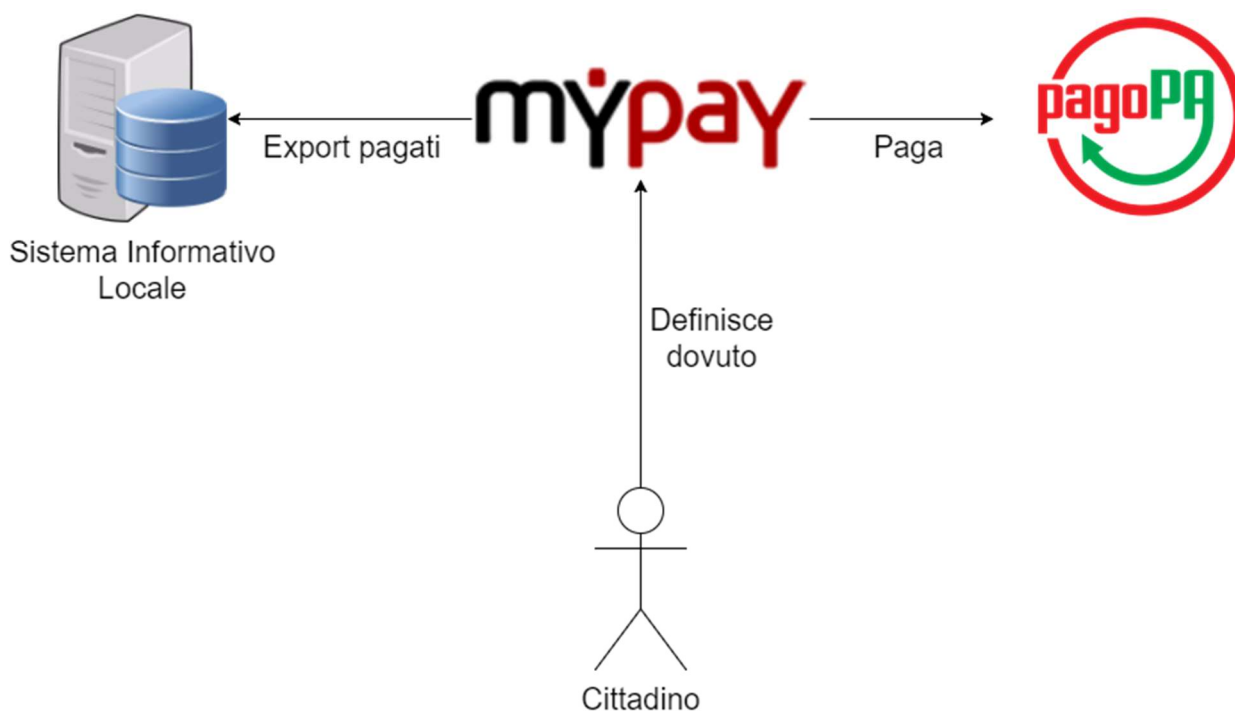 mypay
pagoPA
Export pagati
Paga
Sistema Informativo
Locale
Definisce
dovuto
Cittadino